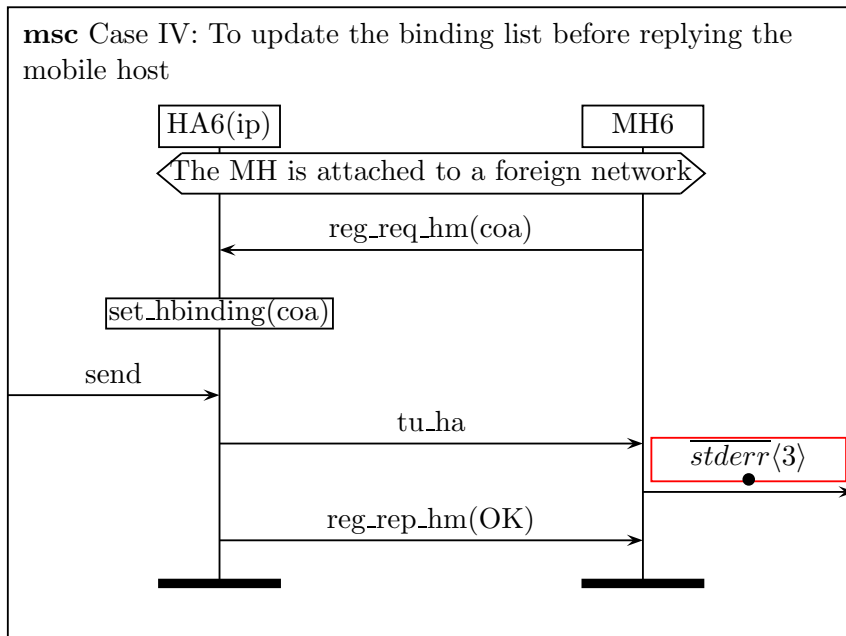 msc Case IV: To update the binding list before replying the
mobile host
HA6(ip) MH6
The MH is attached to a foreign network
reg_req_hm(coa)
set_hbinding(coa)
send
tu_ha
stderr⟨3⟩
reg_rep_hm(OK)